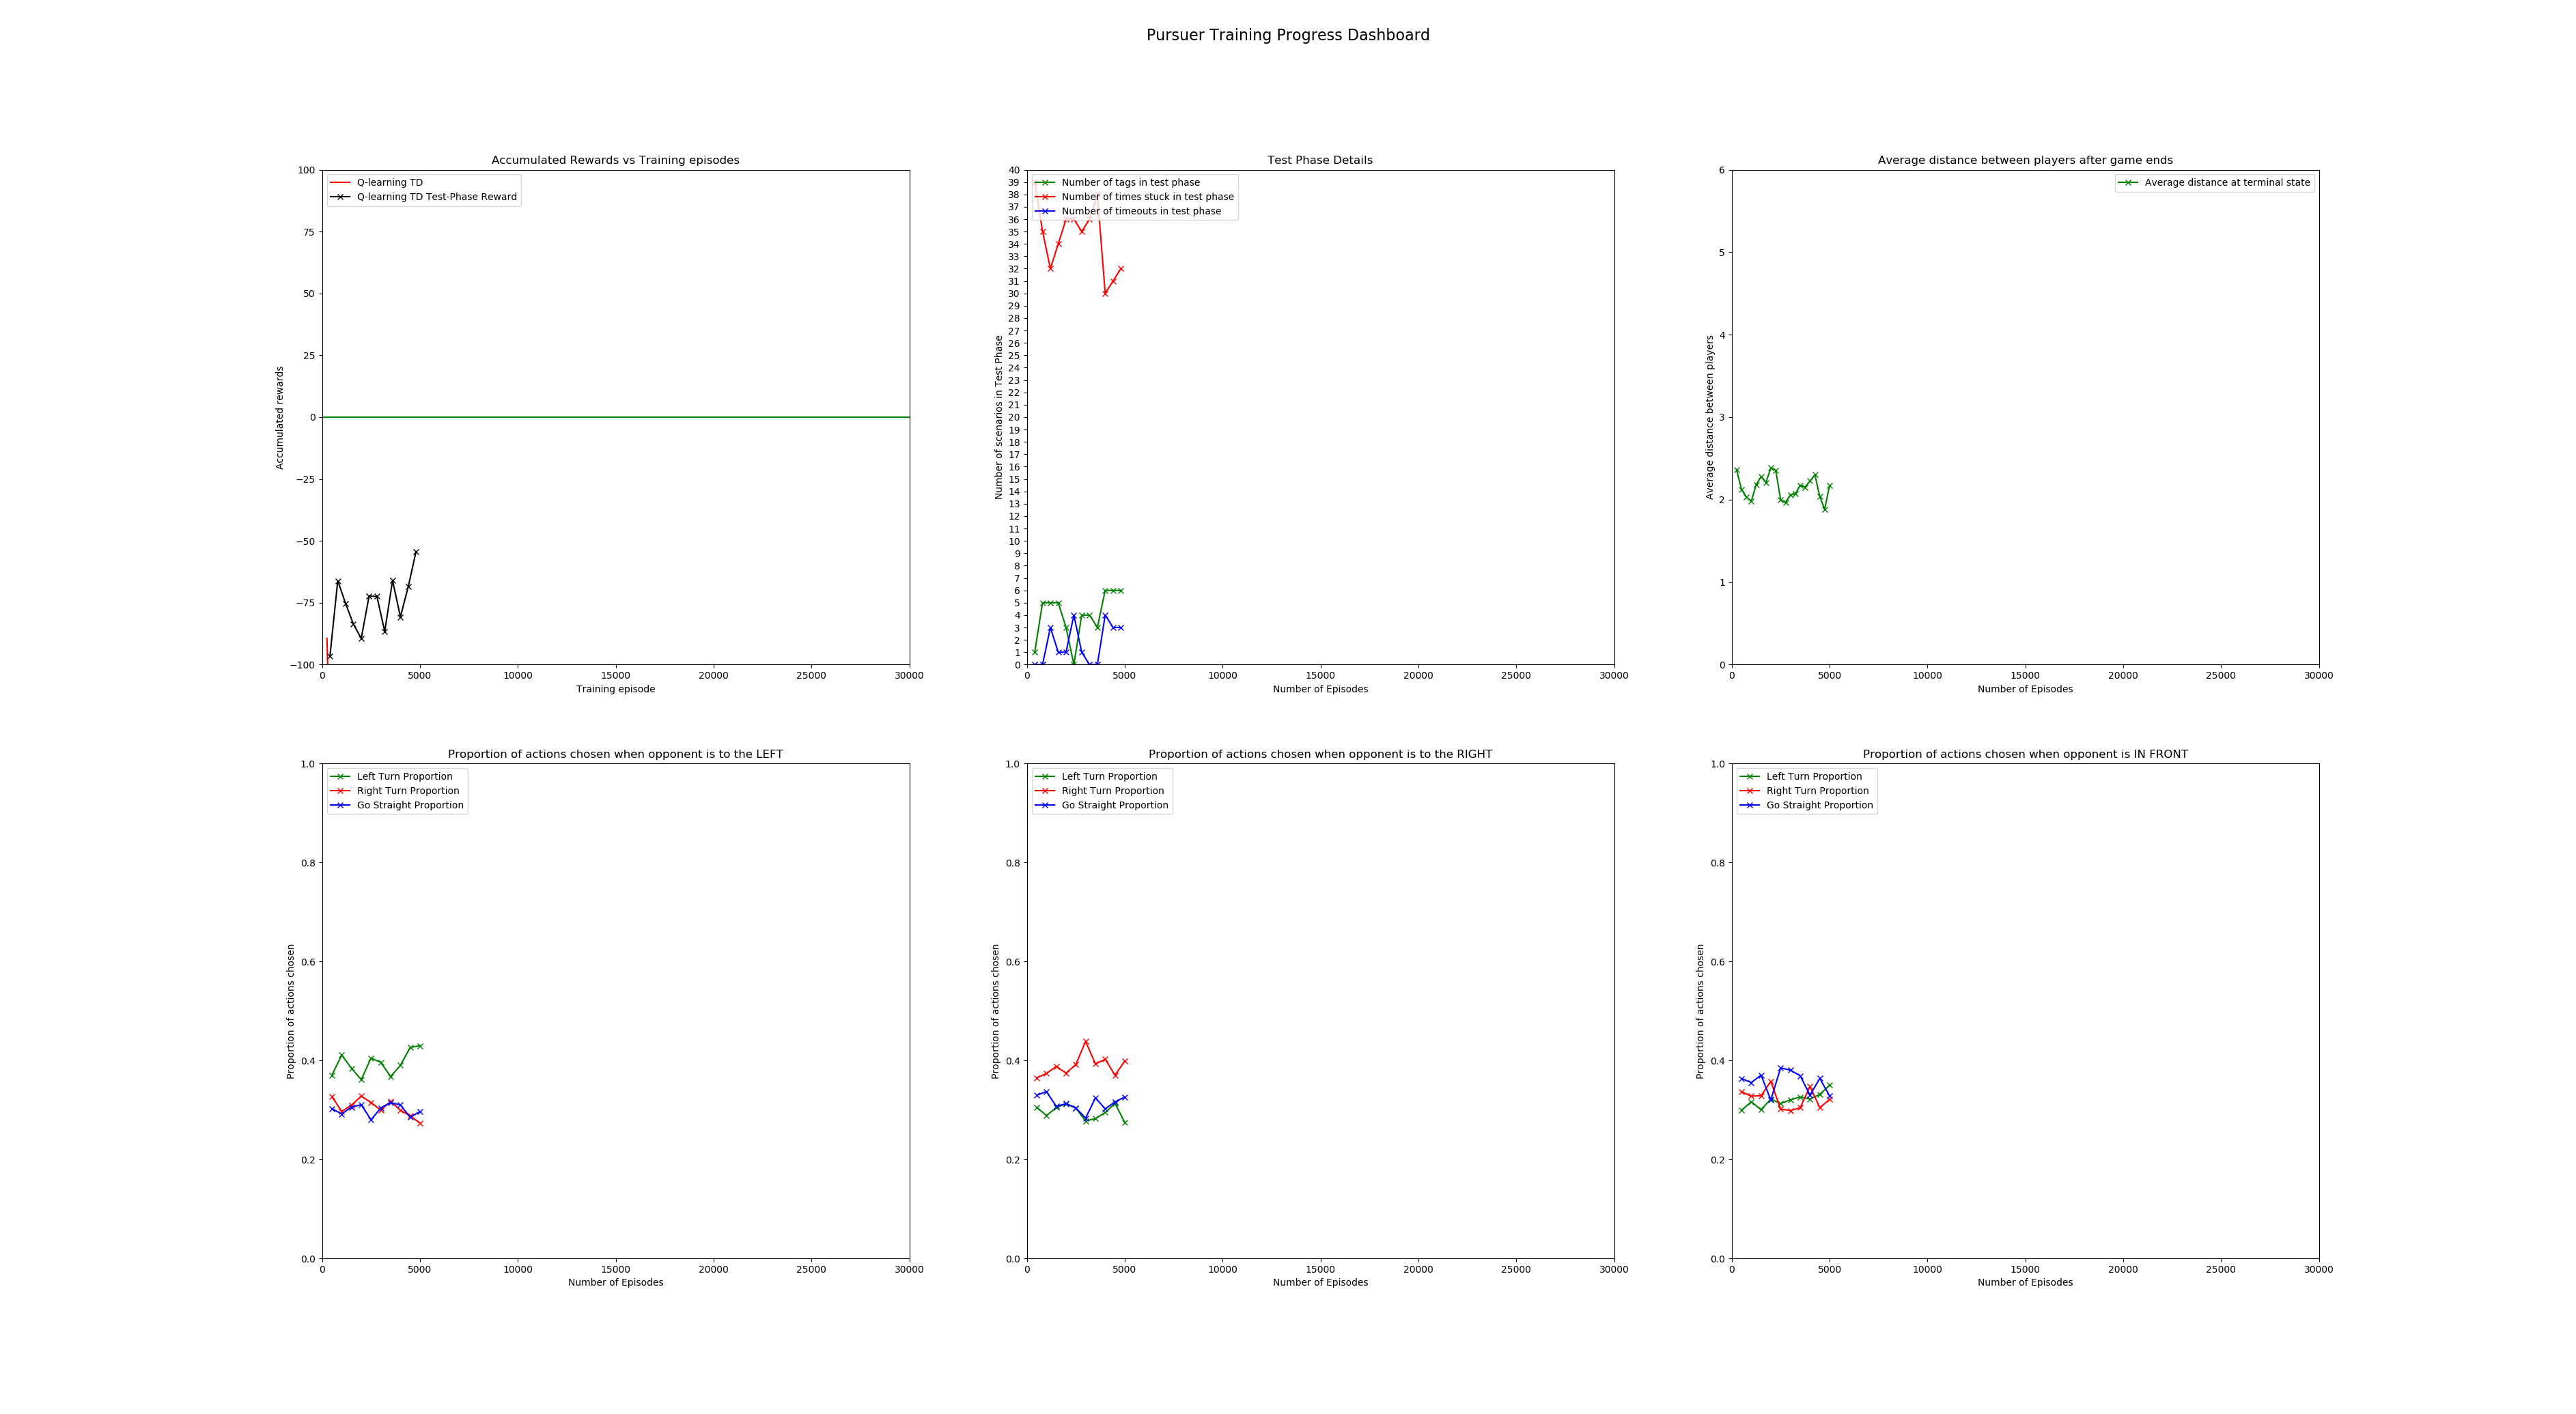 Pursuer Training Progress Dashboard
Accumulated Rewards vs Training episodes
Q-learning TD
Q-learning TD Test-Phase Reward
100
75
50
25
0
−25
−50
−75
−100
Accumulated rewards
0 5000 10000 15000 20000 25000 30000
Training episode
Test Phase Details
Number of tags in test phase
Number of times stuck in test phase
Number of timeouts in test phase
40
39
38
37
36
35
34
33
32
31
30
29
28
27
26
25
24
23
22
21
20
19
18
17
16
15
14
13
12
11
10
9
8
7
6
5
4
3
2
1
0
Number of scenarios in Test Phase
0 5000 10000 15000 20000 25000 30000
Number of Episodes
Average distance between players after game ends
Average distance at terminal state
6
5
4
3
2
1
0
Average distance between players
0 5000 10000 15000 20000 25000 30000
Number of Episodes
Proportion of actions chosen when opponent is to the LEFT
Left Turn Proportion
Right Turn Proportion
Go Straight Proportion
1.0
0.8
0.6
0.4
0.2
0.0
Proportion of actions chosen
0 5000 10000 15000 20000 25000 30000
Number of Episodes
Proportion of actions chosen when opponent is to the RIGHT
Left Turn Proportion
Right Turn Proportion
Go Straight Proportion
1.0
0.8
0.6
0.4
0.2
0.0
Proportion of actions chosen
0 5000 10000 15000 20000 25000 30000
Number of Episodes
Proportion of actions chosen when opponent is IN FRONT
Left Turn Proportion
Right Turn Proportion
Go Straight Proportion
1.0
0.8
0.6
0.4
0.2
0.0
Proportion of actions chosen
0 5000 10000 15000 20000 25000 30000
Number of Episodes